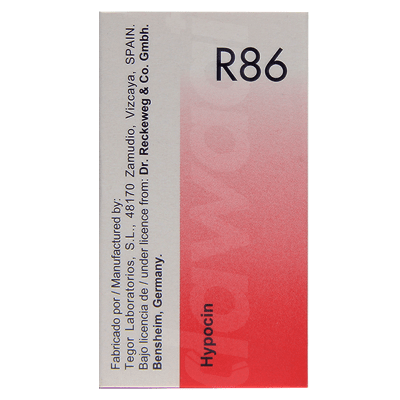 Fabricado por / Manufactured by:
Tegor Laboratorios, S.L., 48170 Zamudio, Vizcaya, SPAIN.
Bajo licencia de / under licence from: Dr. Reckeweg & Co. Gmbh.
Bensheim, Germany.
R86
Hypocin